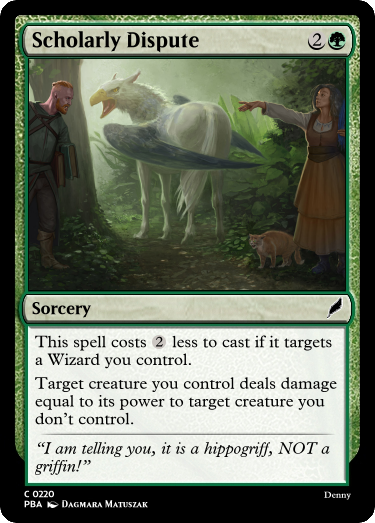 Scholarly Dispute 2
Sorcery
This spell costs 2 less to cast if it targets
a Wizard you control.
Target creature you control deals damage
equal to its power to target creature you
don't control.
“I am telling you, it is a hippogriff, NOT a
griffin!”
C 0220
PBA Dagmara Matuszak
Denny